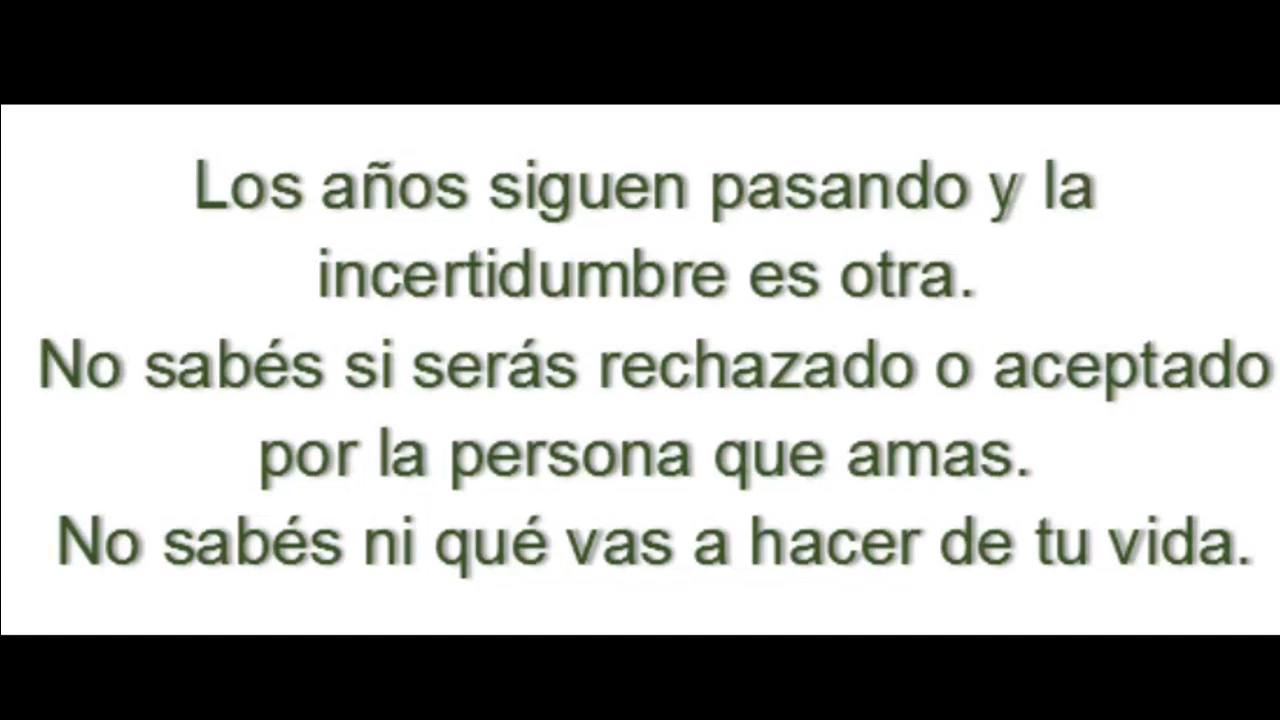 Los años siguen pasando y la
incertidumbre es otra.
No sabés si serás rechazado o aceptado
por la persona que amas.
No sabés ni qué vas a hacer de tu vida.